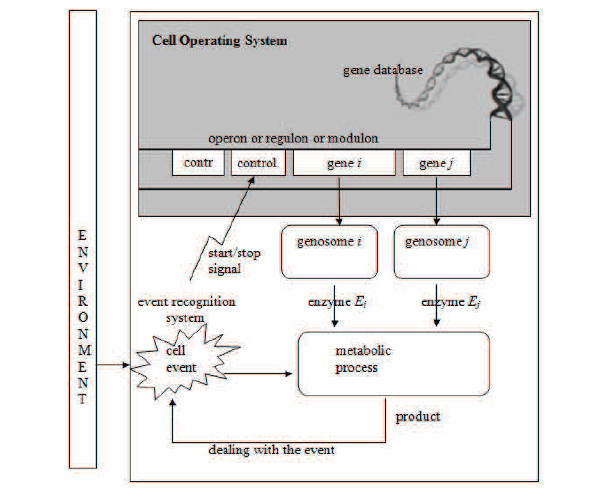 Cell Operating System
gene database
operon or regulon or modulon
contr
control
gene i
gene j
genosome i
genosome j
start/stop
signal
event recognition
system
enzyme Ei
enzyme Ej
cell
event
metabolic
process
product
dealing with the event
ENVIRONMENT